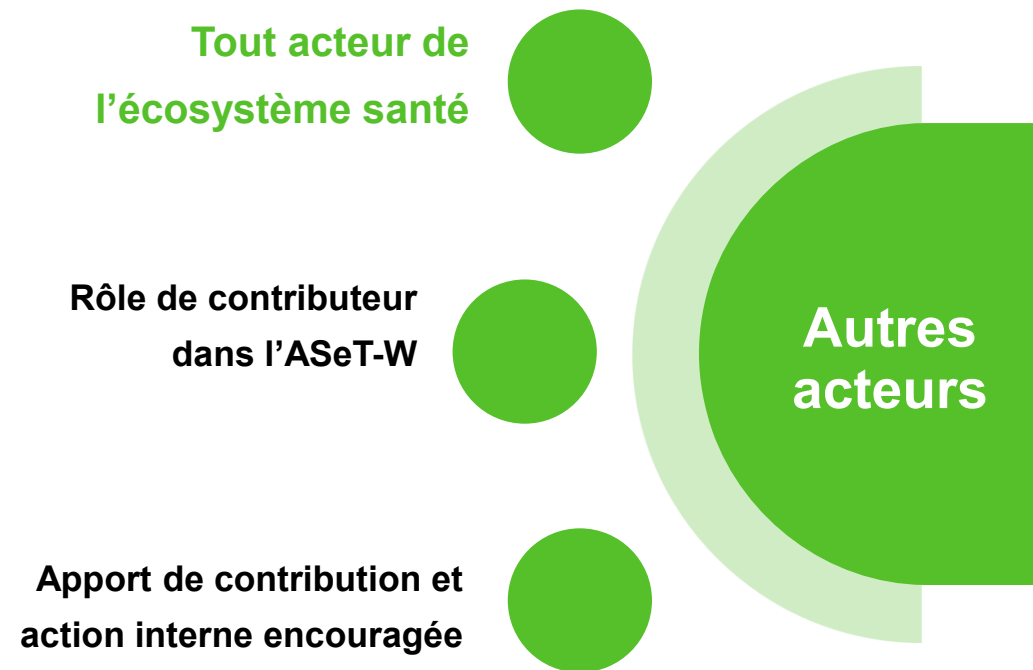 Tout acteur de
l’écosystème santé
Rôle de contributeur
dans l’ASeT-W
Apport de contribution et
action interne encouragée
Autres
acteurs